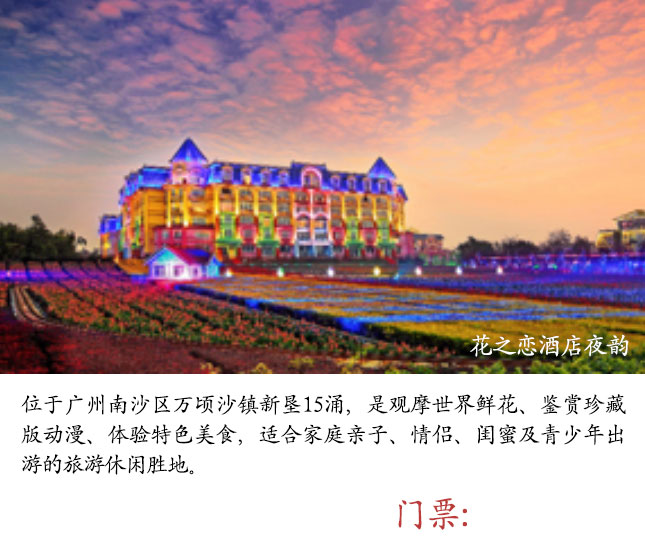 花之恋酒店夜韵
位于广州南沙区万顷沙镇新垦15涌，是观摩世界鲜花、鉴赏珍藏
版动漫、体验特色美食，适合家庭亲子、情侣、闺蜜及青少年出
游的旅游休闲胜地。
门票: